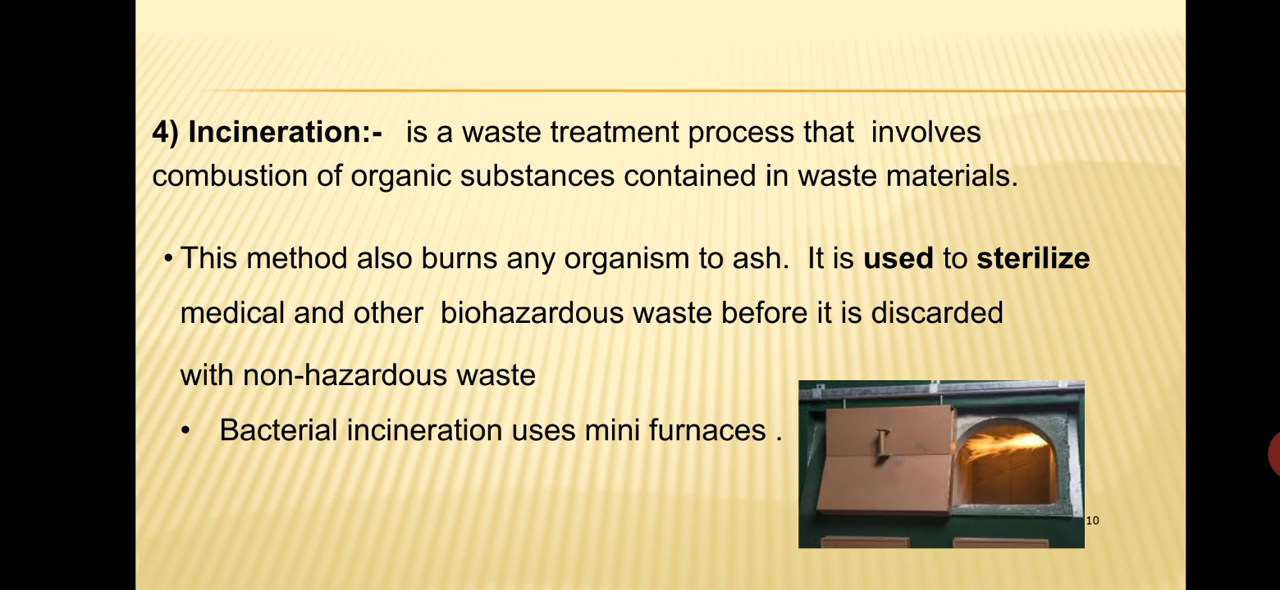 4) Incineration:-   is a waste treatment process that  involves
combustion of organic substances contained in waste materials.
• This method also burns any organism to ash.  It is used to sterilize
medical and other  biohazardous waste before it is discarded
with non-hazardous waste
• Bacterial incineration uses mini furnaces .
10